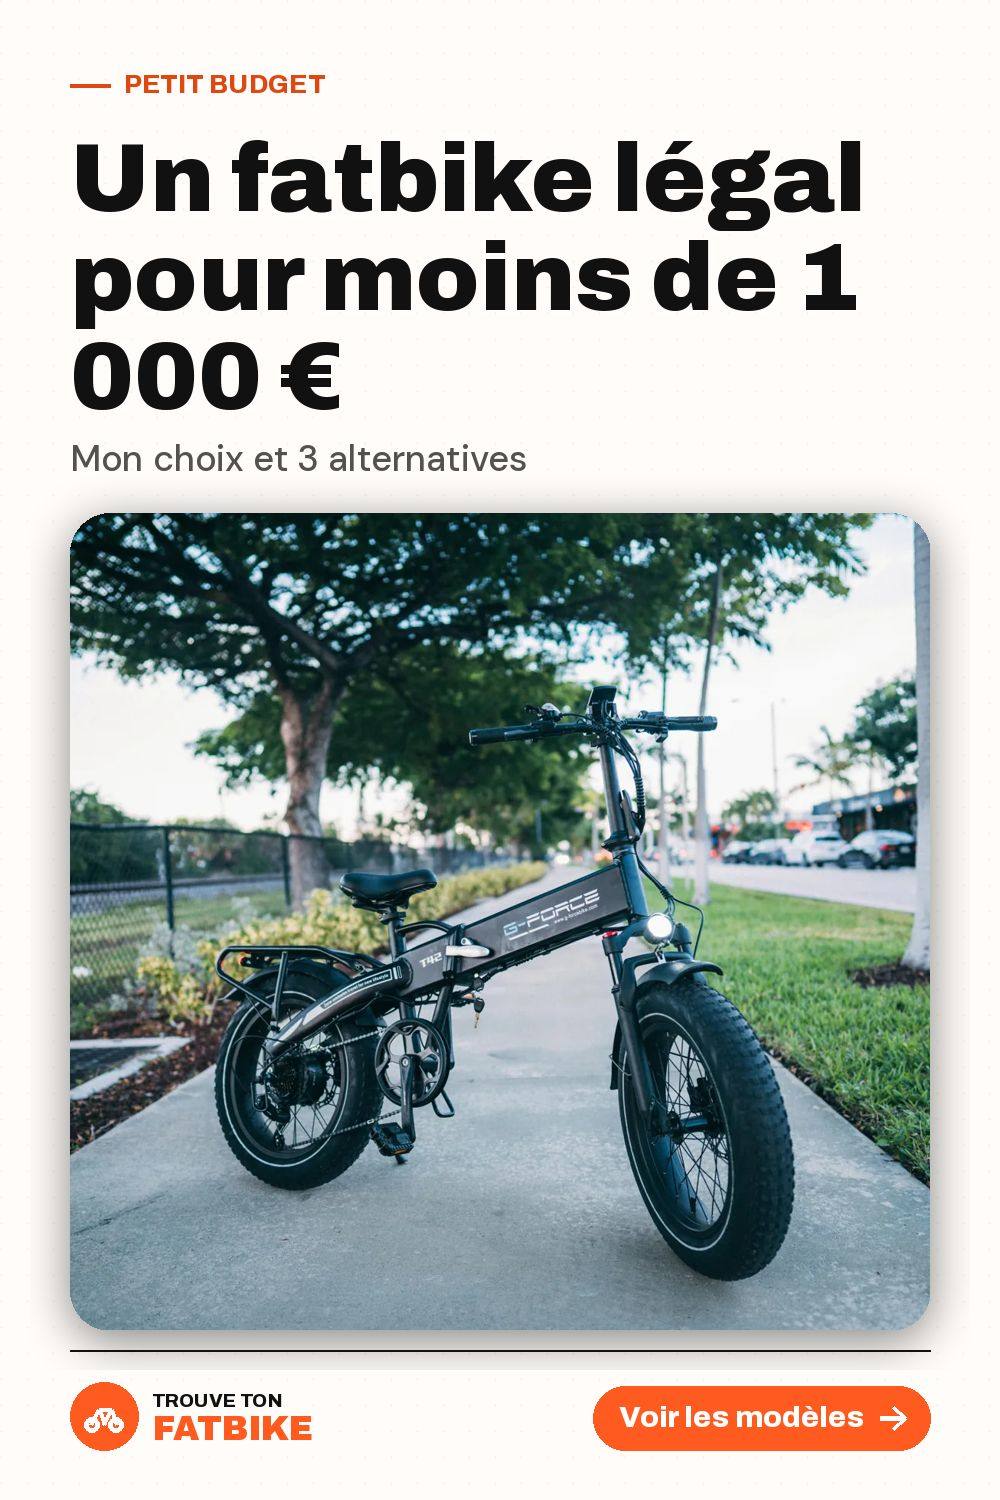 PETIT BUDGET
Un fatbike légal
pour moins de 1
000 €
Mon choix et 3 alternatives
G-FORCE
T42
TROUVE TON
FATBIKE
Voir les modèles